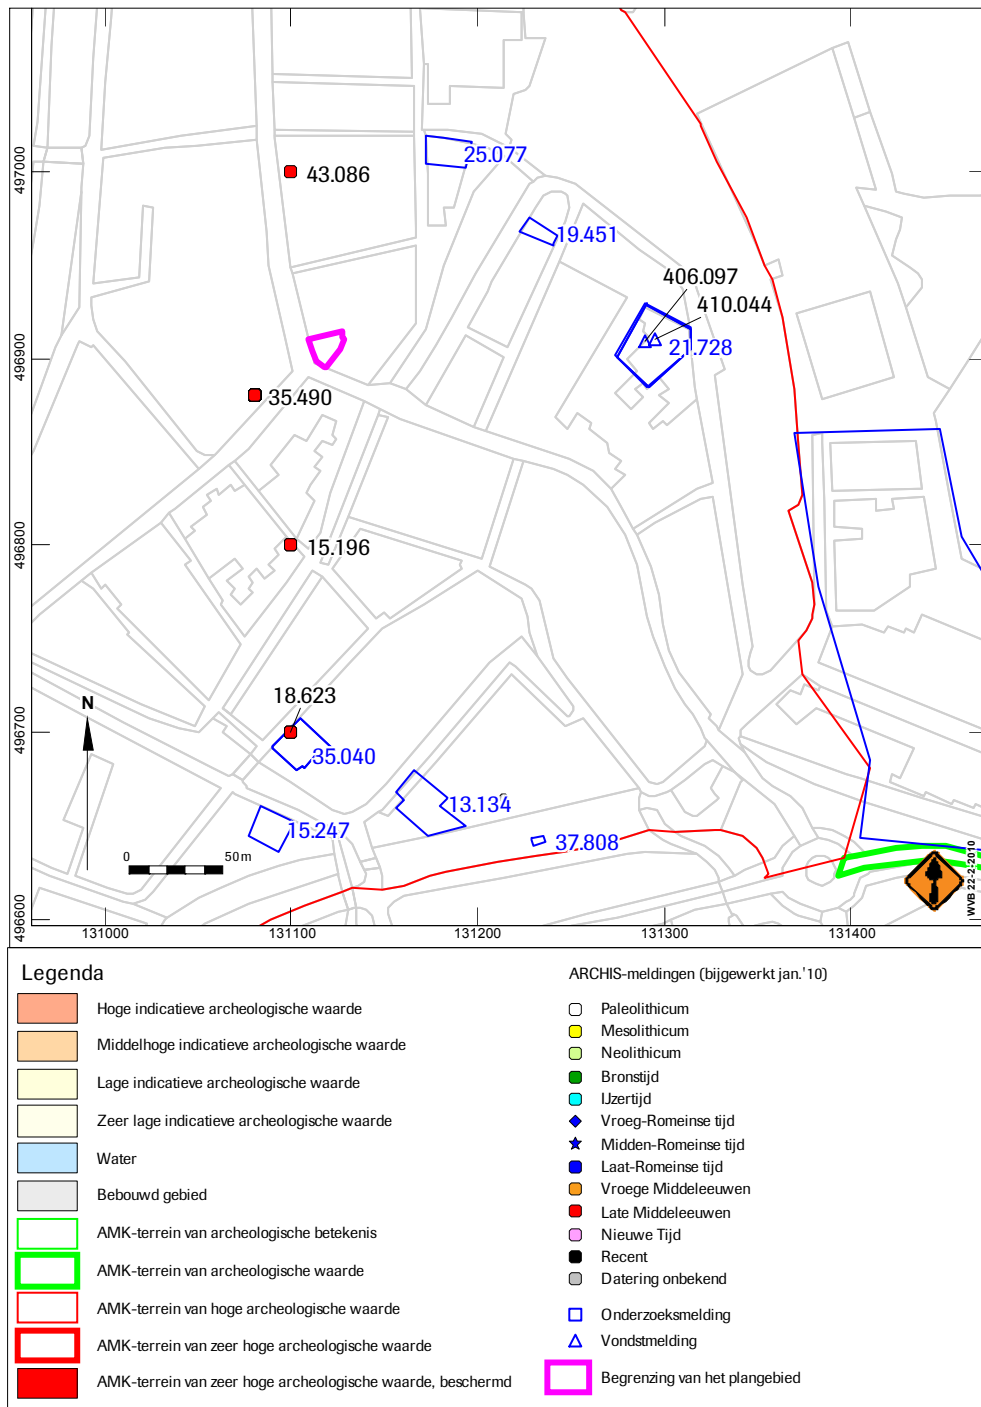 43.086
25.077
19.451
406.097
410.044
21.728
35.490
15.196
18.623
35.040
13.134
15.247
37.808
497000
496900
496800
496700
496600
N
0 50 m
WVB 22-2-2010
131000 131100 131200 131300 131400
Legenda
Hoge indicatieve archeologische waarde
Middelhoge indicatieve archeologische waarde
Lage indicatieve archeologische waarde
Zeer lage indicatieve archeologische waarde
Water
Bebouwd gebied
AMK-terrein van archeologische betekenis
AMK-terrein van archeologische waarde
AMK-terrein van hoge archeologische waarde
AMK-terrein van zeer hoge archeologische waarde
AMK-terrein van zeer hoge archeologische waarde, beschermd
ARCHIS-meldingen (bijgewerkt jan.'10)
Paleolithicum
Mesolithicum
Neolithicum
Bronstijd
IJzertijd
Vroeg-Romeinse tijd
Midden-Romeinse tijd
Laat-Romeinse tijd
Vroege Middeleeuwen
Late Middeleeuwen
Nieuwe Tijd
Recent
Datering onbekend
Onderzoeksmelding
Vondstmelding
Begrenzing van het plangebied